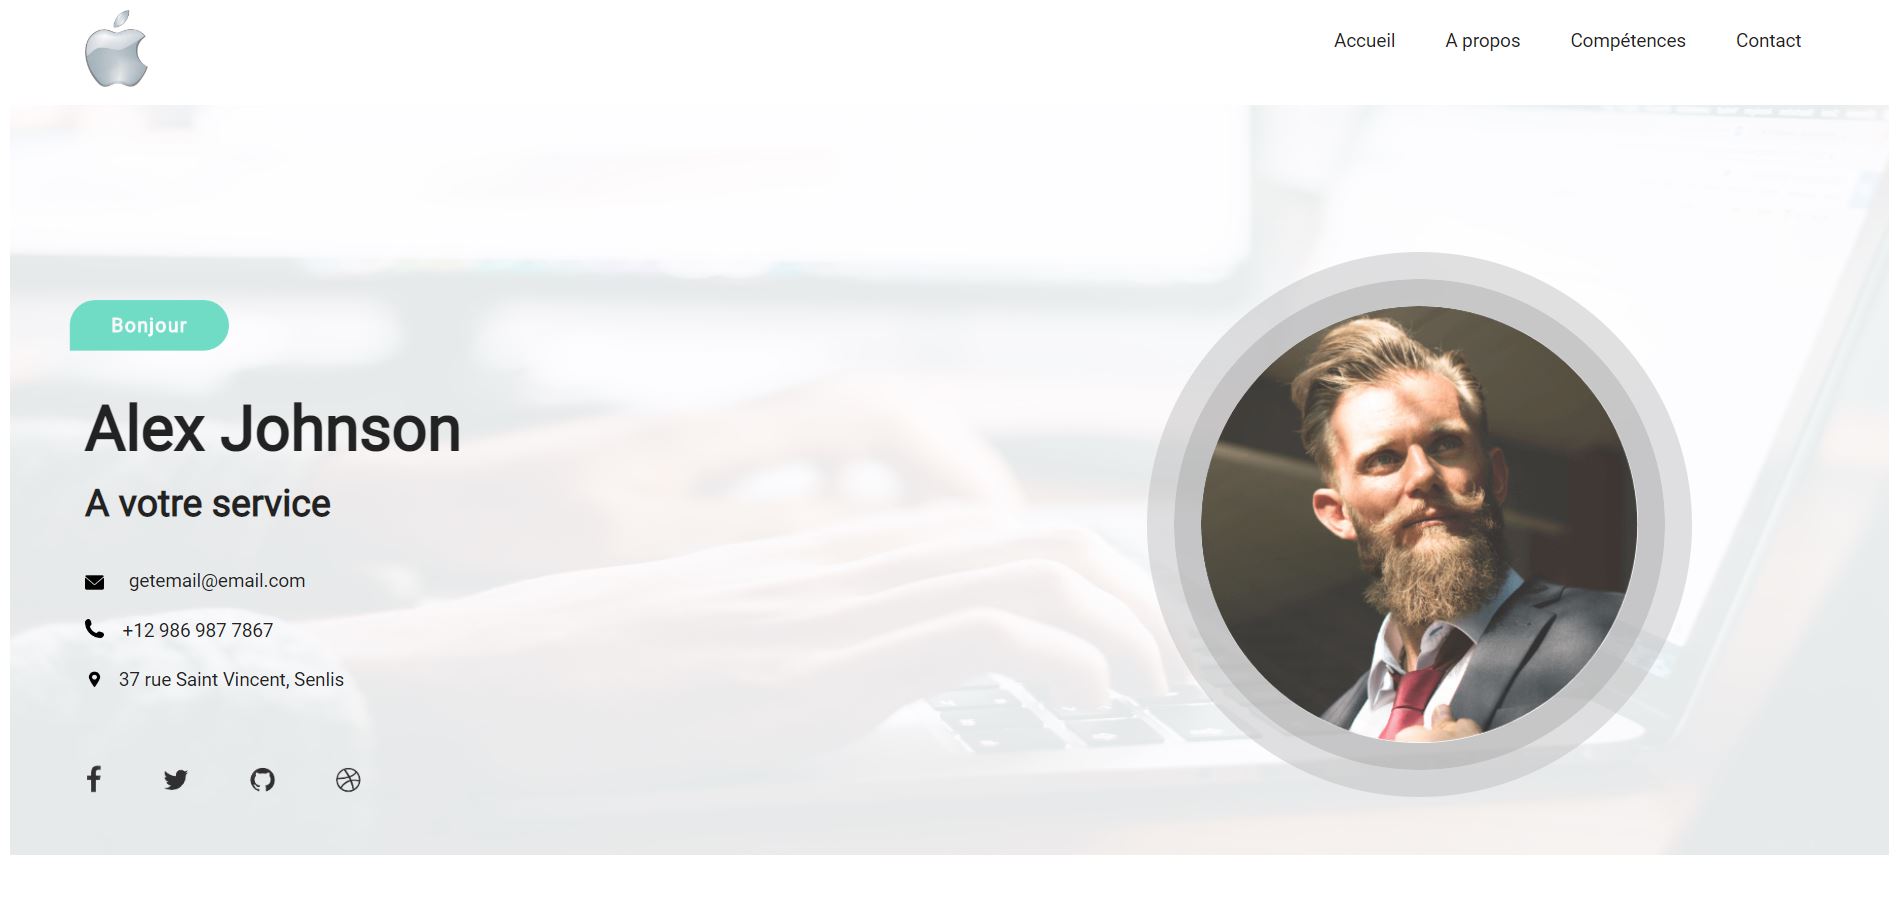 Accueil A propos Compétences Contact
Bonjour
Alex Johnson
A votre service
getemail@email.com
+12 986 987 7867
37 rue Saint Vincent, Senlis